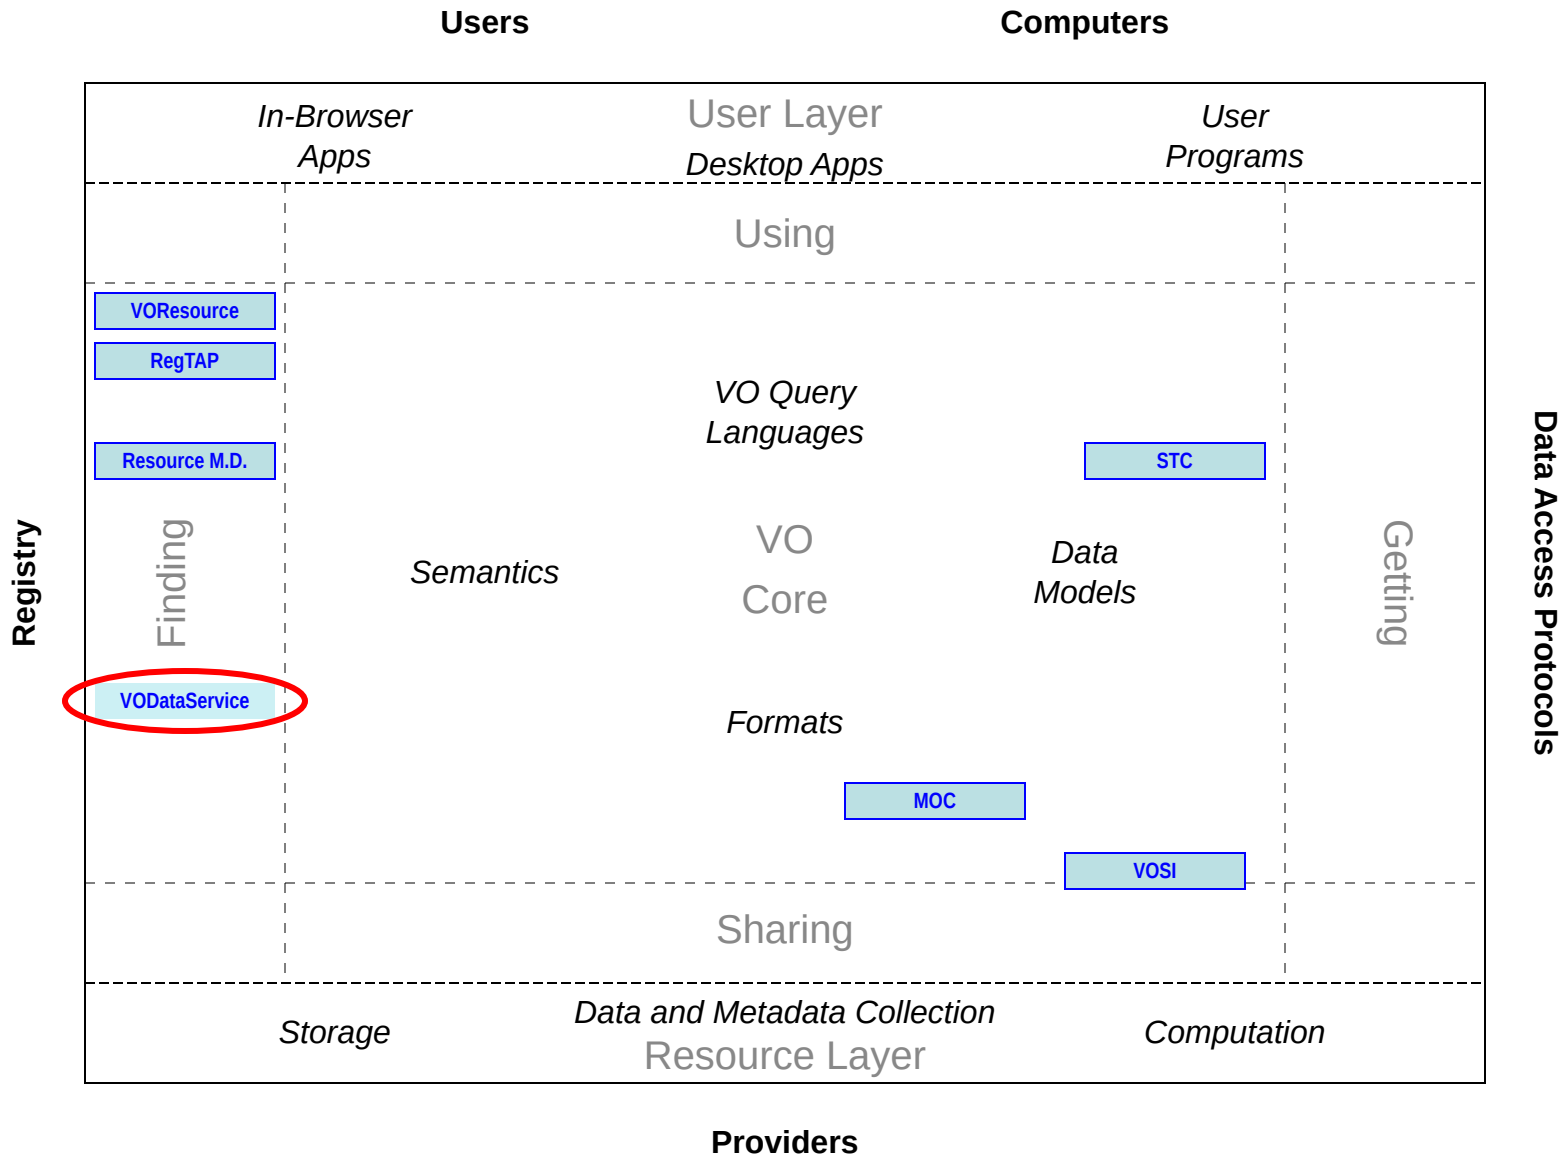 Users
Computers
User Layer
In-Browser
Apps
Desktop Apps
User
Programs
Using
VOResource
RegTAP
Resource M.D.
Finding
VODataService
Registry
VO Query
Languages
Semantics
VO
Core
STC
Data
Models
Formats
MOC
VOSI
Getting
Data Access Protocols
Sharing
Storage
Data and Metadata Collection
Computation
Resource Layer
Providers